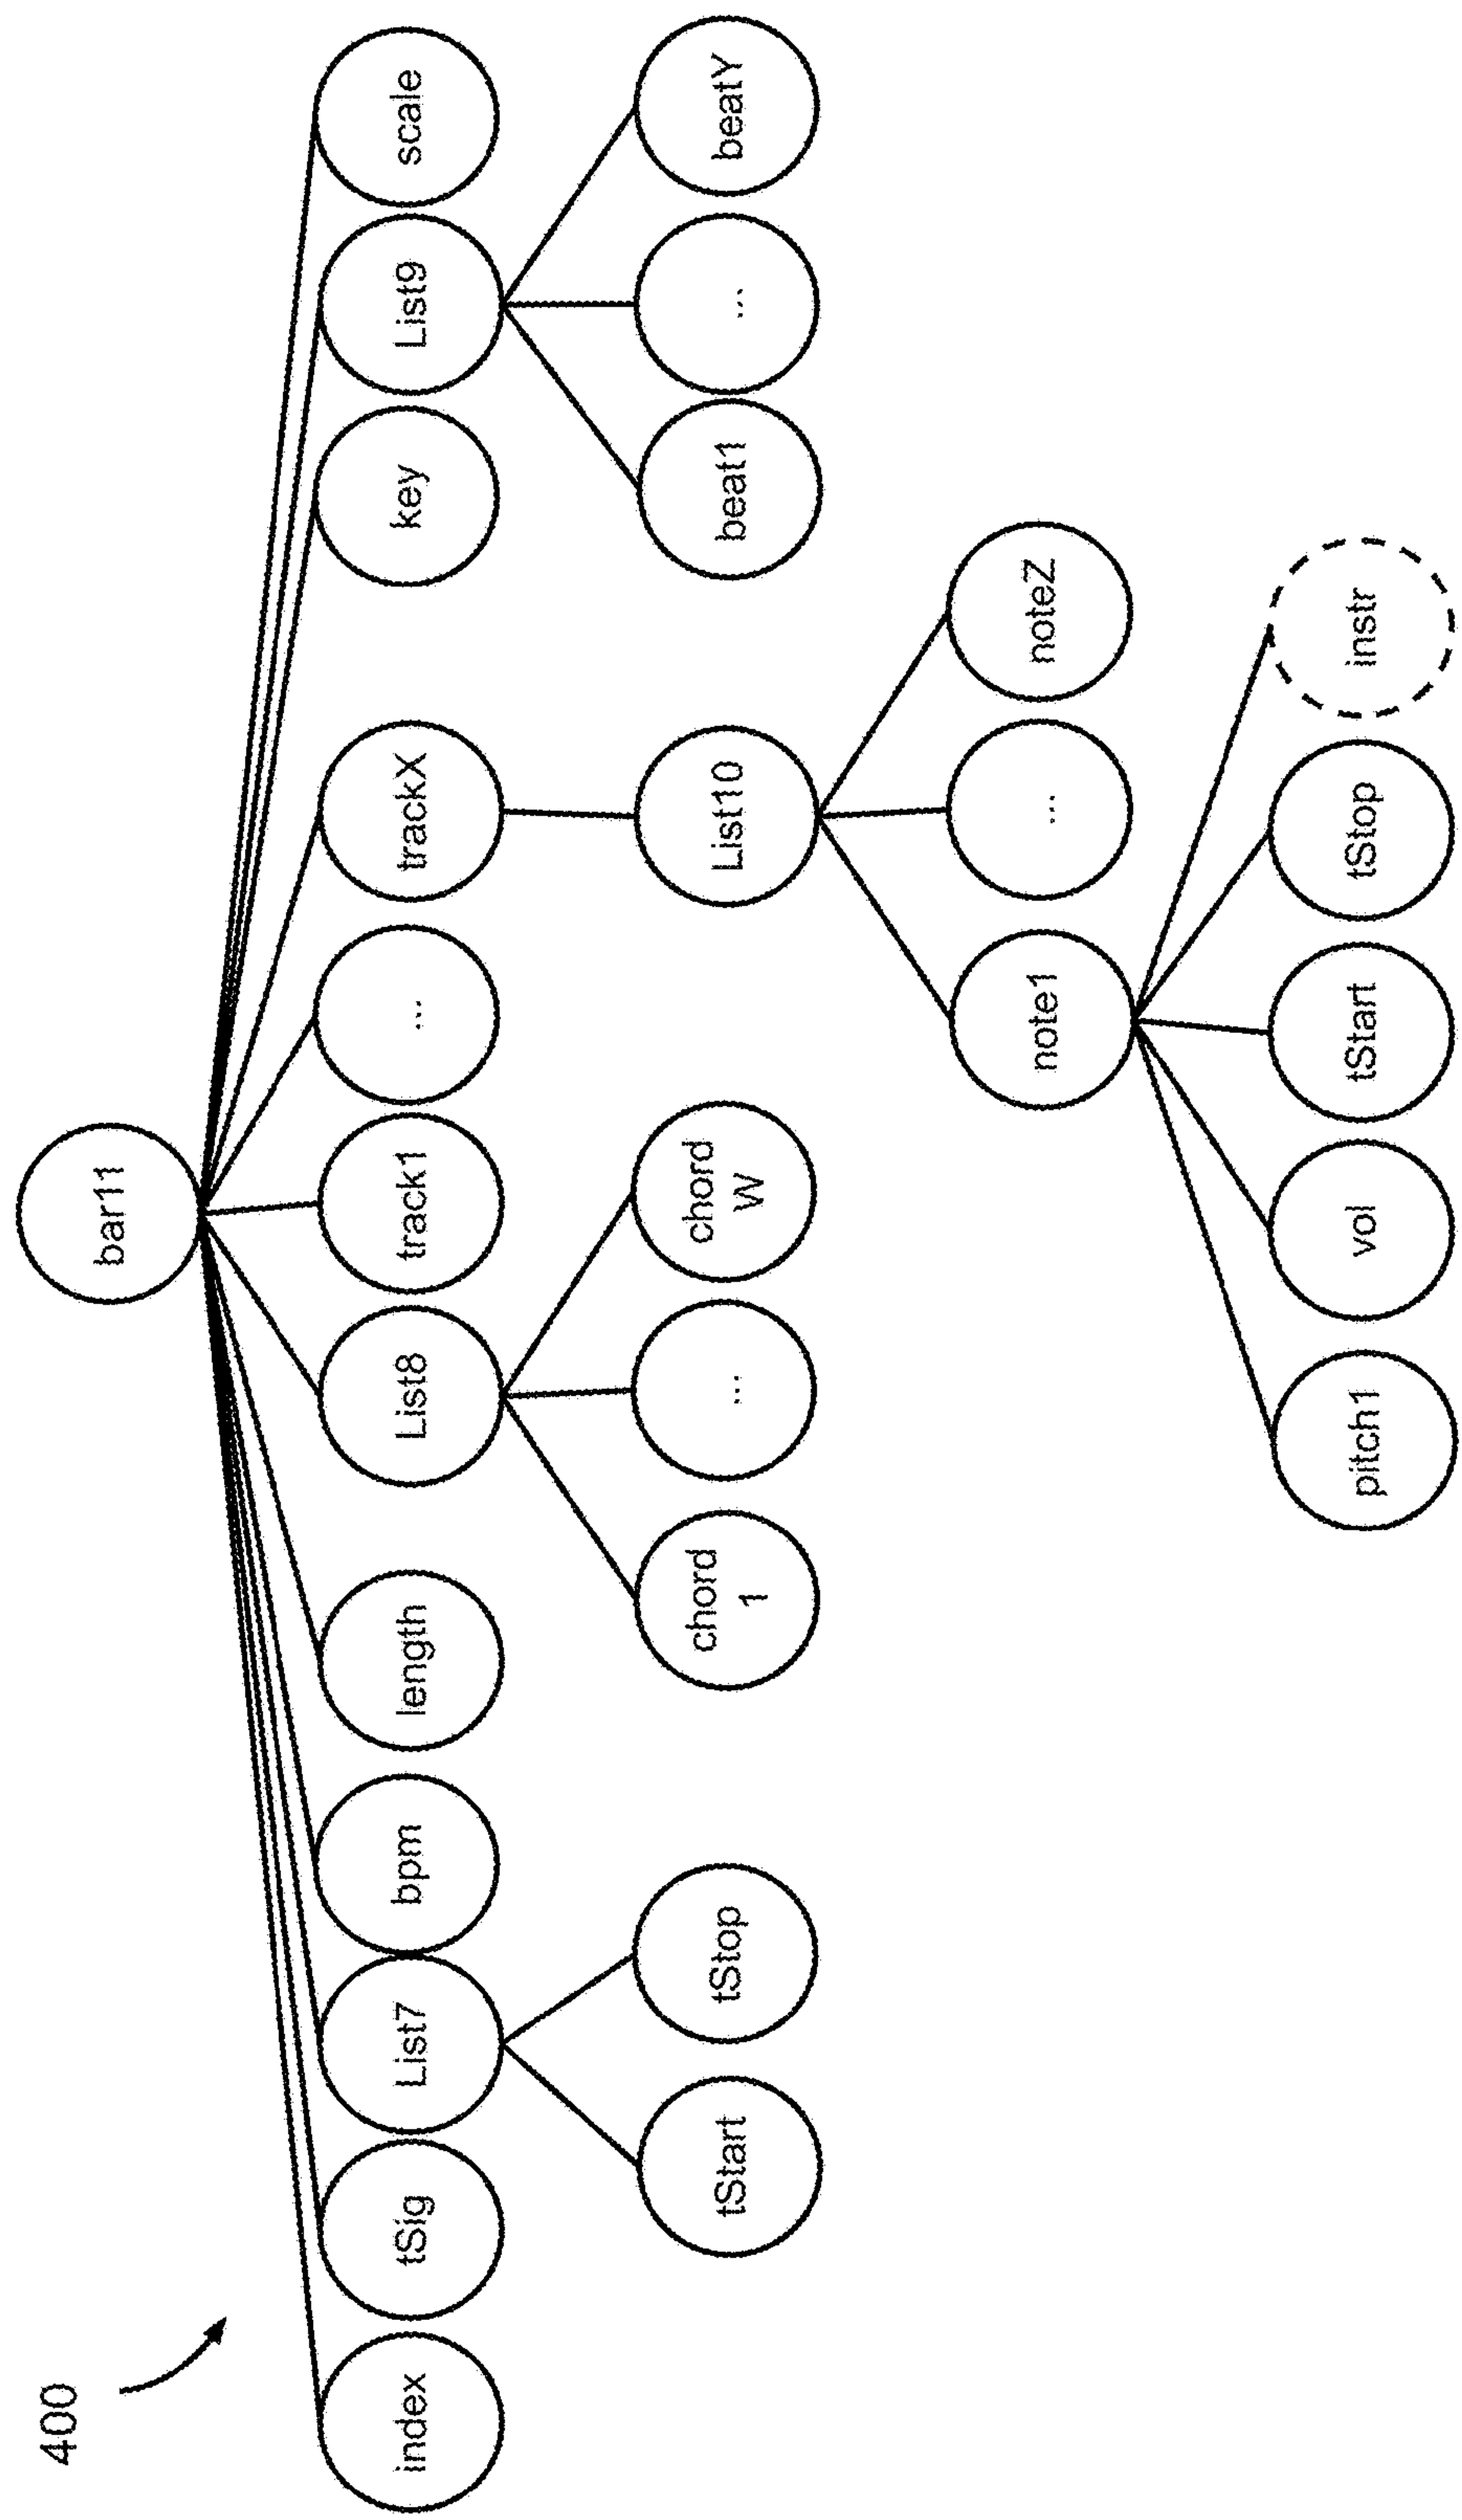 400
bar11
index
tSig
List7
bpm
length
List8
track1
...
trackX
key
List9
scale
tStart
tStop
chord
1
...
chord
W
List10
beat1
...
beatY
note1
...
noteZ
pitch1
vol
tStart
tStop
instr